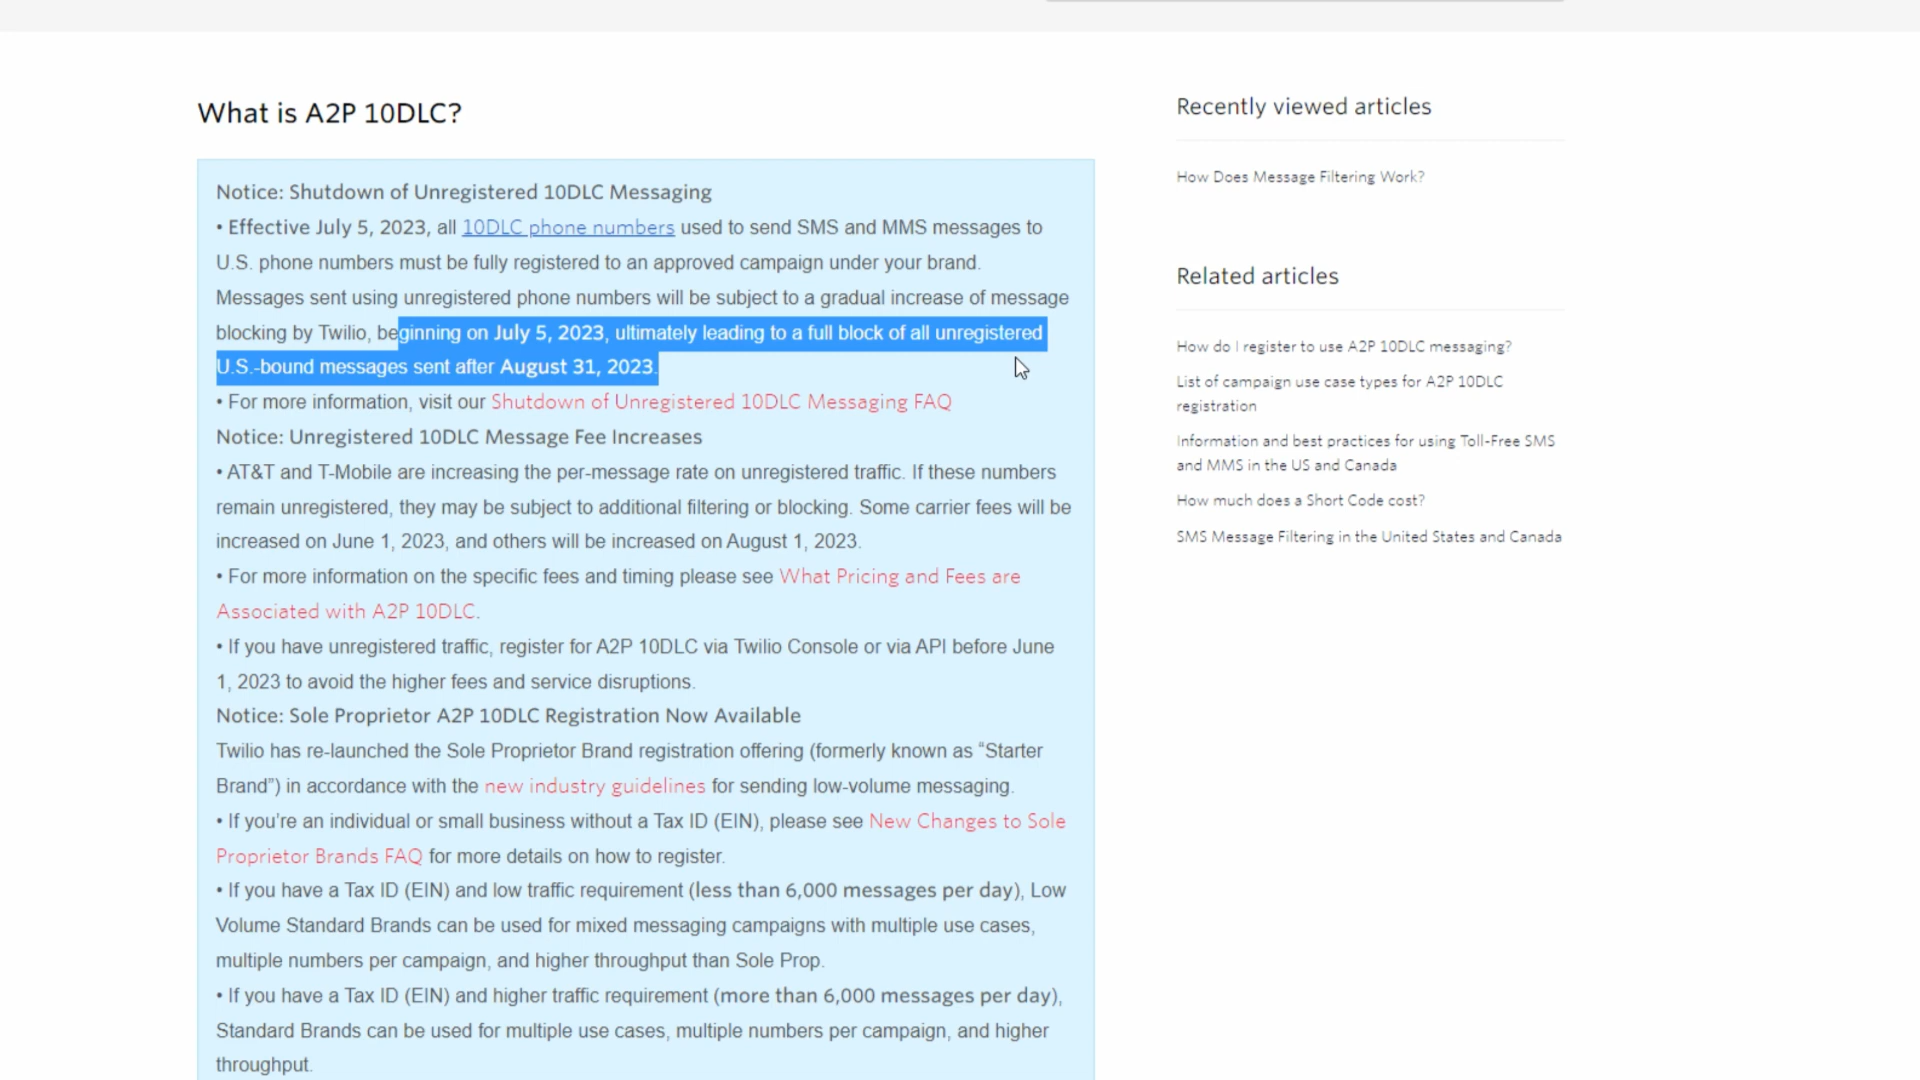 What is A2P 10DLC?
Notice: Shutdown of Unregistered 10DLC Messaging
• Effective July 5, 2023, all 10DLC phone numbers used to send SMS and MMS messages to
U.S. phone numbers must be fully registered to an approved campaign under your brand.
Messages sent using unregistered phone numbers will be subject to a gradual increase of message
blocking by Twilio, beginning on July 5, 2023, ultimately leading to a full block of all unregistered
U.S.-bound messages sent after August 31, 2023.
• For more information, visit our Shutdown of Unregistered 10DLC Messaging FAQ
Notice: Unregistered 10DLC Message Fee Increases
• AT&T and T-Mobile are increasing the per-message rate on unregistered traffic. If these numbers
remain unregistered, they may be subject to additional filtering or blocking. Some carrier fees will be
increased on June 1, 2023, and others will be increased on August 1, 2023.
• For more information on the specific fees and timing please see What Pricing and Fees are
Associated with A2P 10DLC.
• If you have unregistered traffic, register for A2P 10DLC via Twilio Console or via API before June
1, 2023 to avoid the higher fees and service disruptions.
Notice: Sole Proprietor A2P 10DLC Registration Now Available
Twilio has re-launched the Sole Proprietor Brand registration offering (formerly known as “Starter
Brand”) in accordance with the new industry guidelines for sending low-volume messaging.
• If you’re an individual or small business without a Tax ID (EIN), please see New Changes to Sole
Proprietor Brands FAQ for more details on how to register.
• If you have a Tax ID (EIN) and low traffic requirement (less than 6,000 messages per day), Low
Volume Standard Brands can be used for mixed messaging campaigns with multiple use cases,
multiple numbers per campaign, and higher throughput than Sole Prop.
• If you have a Tax ID (EIN) and higher traffic requirement (more than 6,000 messages per day),
Standard Brands can be used for multiple use cases, multiple numbers per campaign, and higher
throughput.
Recently viewed articles
How Does Message Filtering Work?
Related articles
How do I register to use A2P 10DLC messaging?
List of campaign use case types for A2P 10DLC
registration
Information and best practices for using Toll-Free SMS
and MMS in the US and Canada
How much does a Short Code cost?
SMS Message Filtering in the United States and Canada